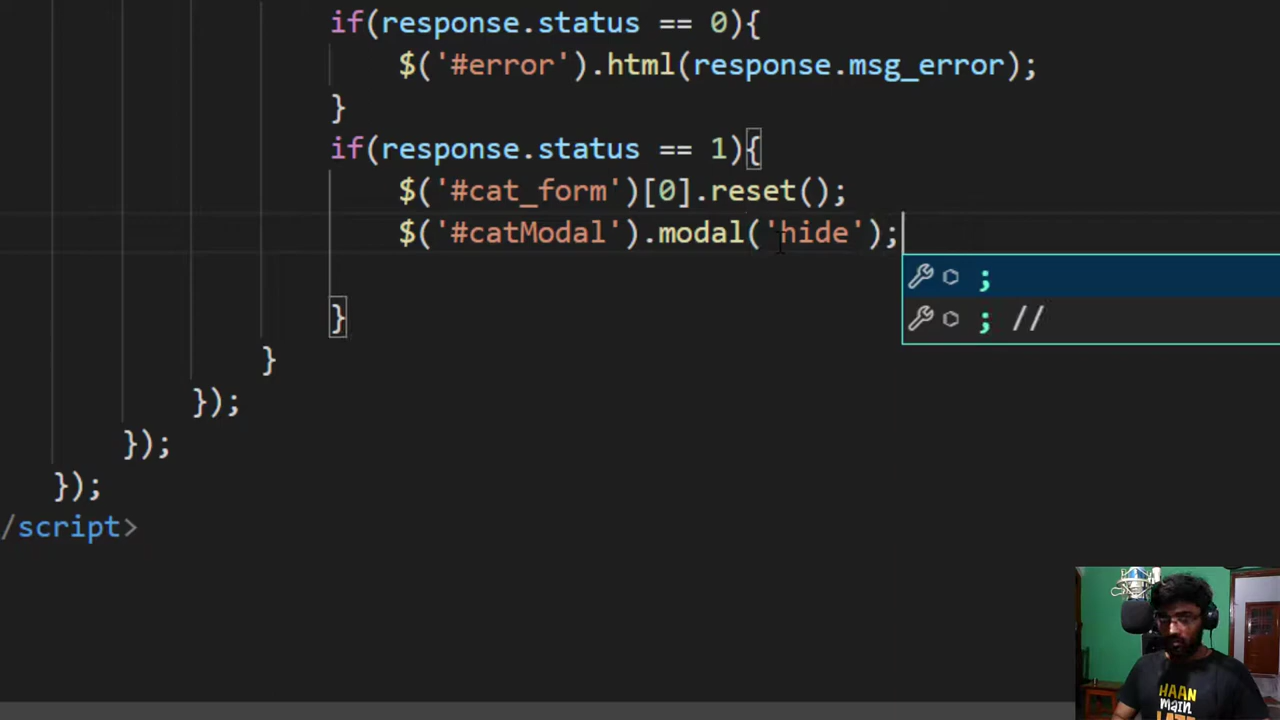 if(response.status == 0){
$('#error').html(response.msg_error);
}
if(response.status == 1){
$('#cat_form')[0].reset();
$('#catModal').modal('hide');
;
; //
}
}
});
});
});
/script>
HAAN
main